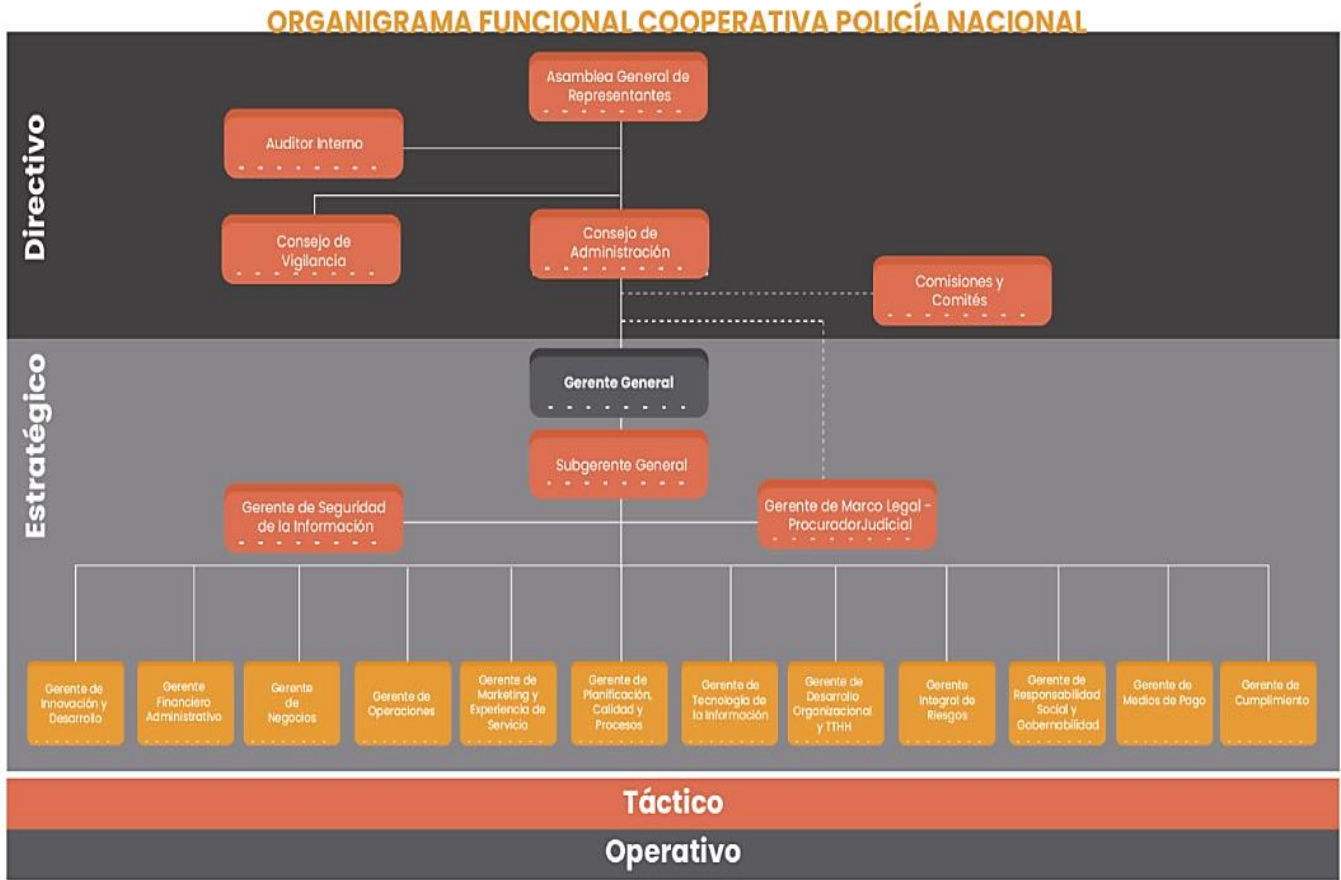 ORGANIGRAMA FUNCIONAL COOPERATIVA POLICÍA NACIONAL
Directivo
Asamblea General de
Representantes
Auditor Interno
Consejo de
Vigilancia
Consejo de
Administración
Comisiones y
Comités
Estratégico
Gerente General
Subgerente General
Gerente de Seguridad
de la Información
Gerente de Marco Legal -
ProcuradorJudicial
Gerente de
Innovación y
Desarrollo
Gerente
Financiero
Administrativo
Gerente
de
Negocios
Gerente de
Operaciones
Gerente de
Marketing y
Experiencia de
Servicio
Gerente de
Planificación,
Calidad y
Procesos
Gerente de
Tecnología de
la Información
Gerente de
Desarrollo
Organizacional
y TTHH
Gerente
Integral de
Riesgos
Gerente de
Responsabilidad
Social y
Gobernabilidad
Gerente de
Medios de Pago
Gerente de
Cumplimiento
Táctico
Operativo